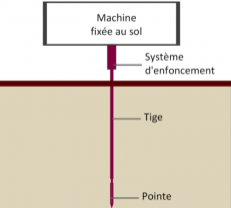 Machine
fixée au sol
Système
d'enfoncement
Tige
Pointe